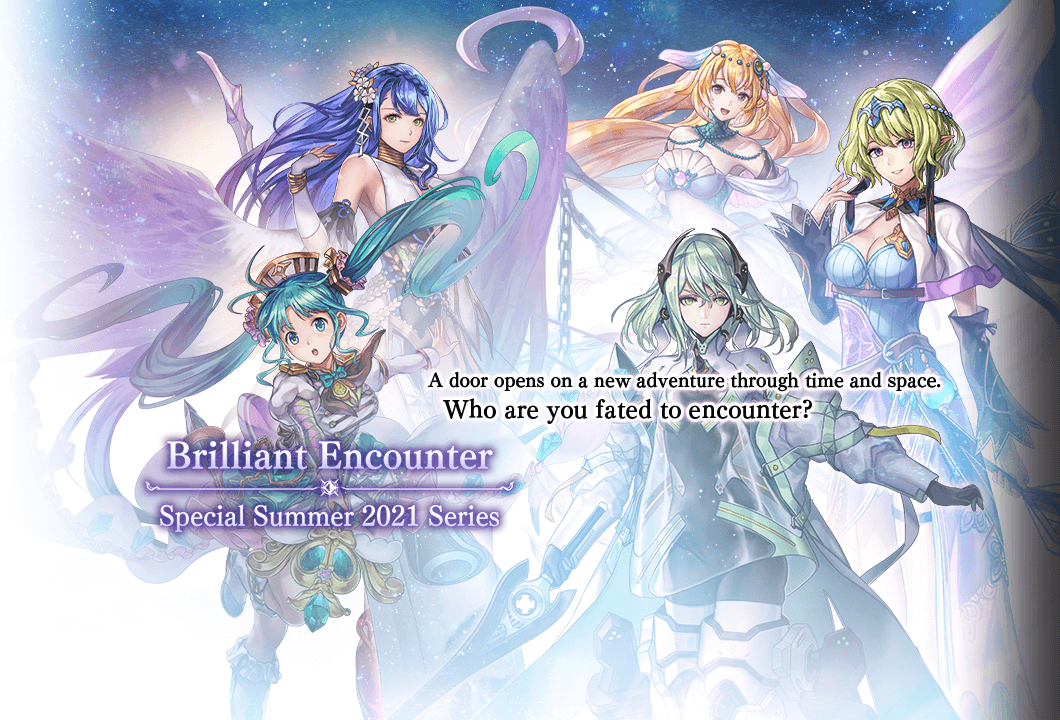 A door opens on a new adventure through time and space.
Who are you fated to encounter?
Brilliant Encounter
Special Summer 2021 Series